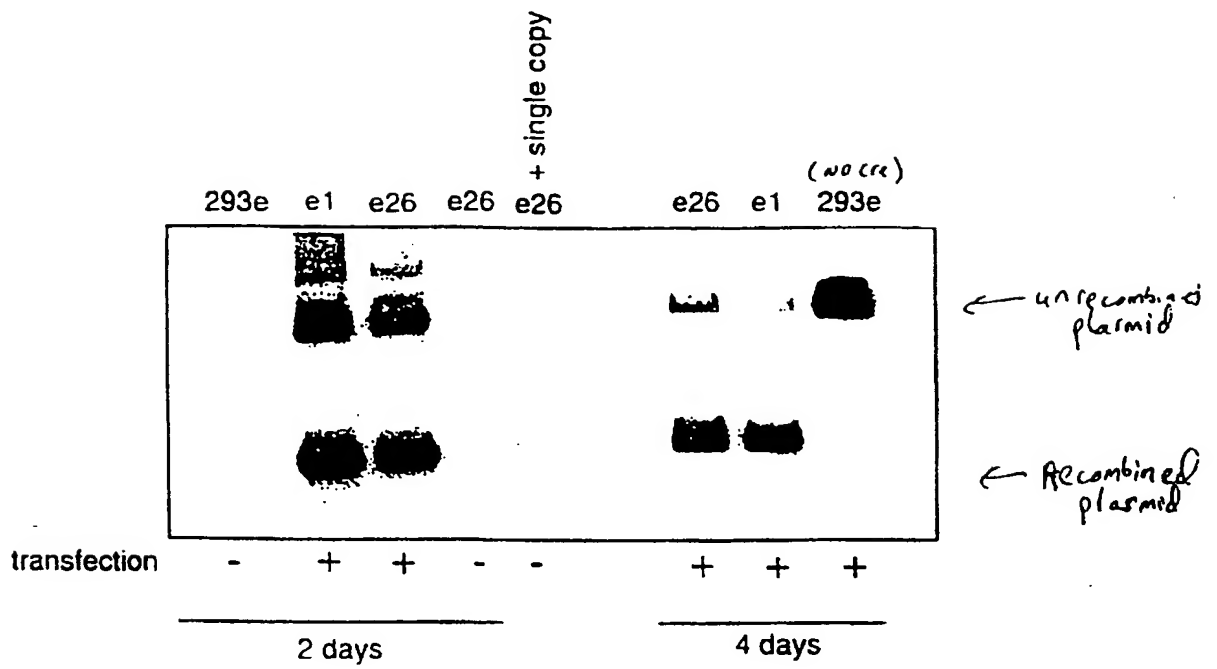 + single copy
(no cre)
293e e1 e26 e26 e26 e26 e1 293e
← unrecombined
plasmid
← Recombined
plasmid
transfection - + + - - + + +
2 days 4 days